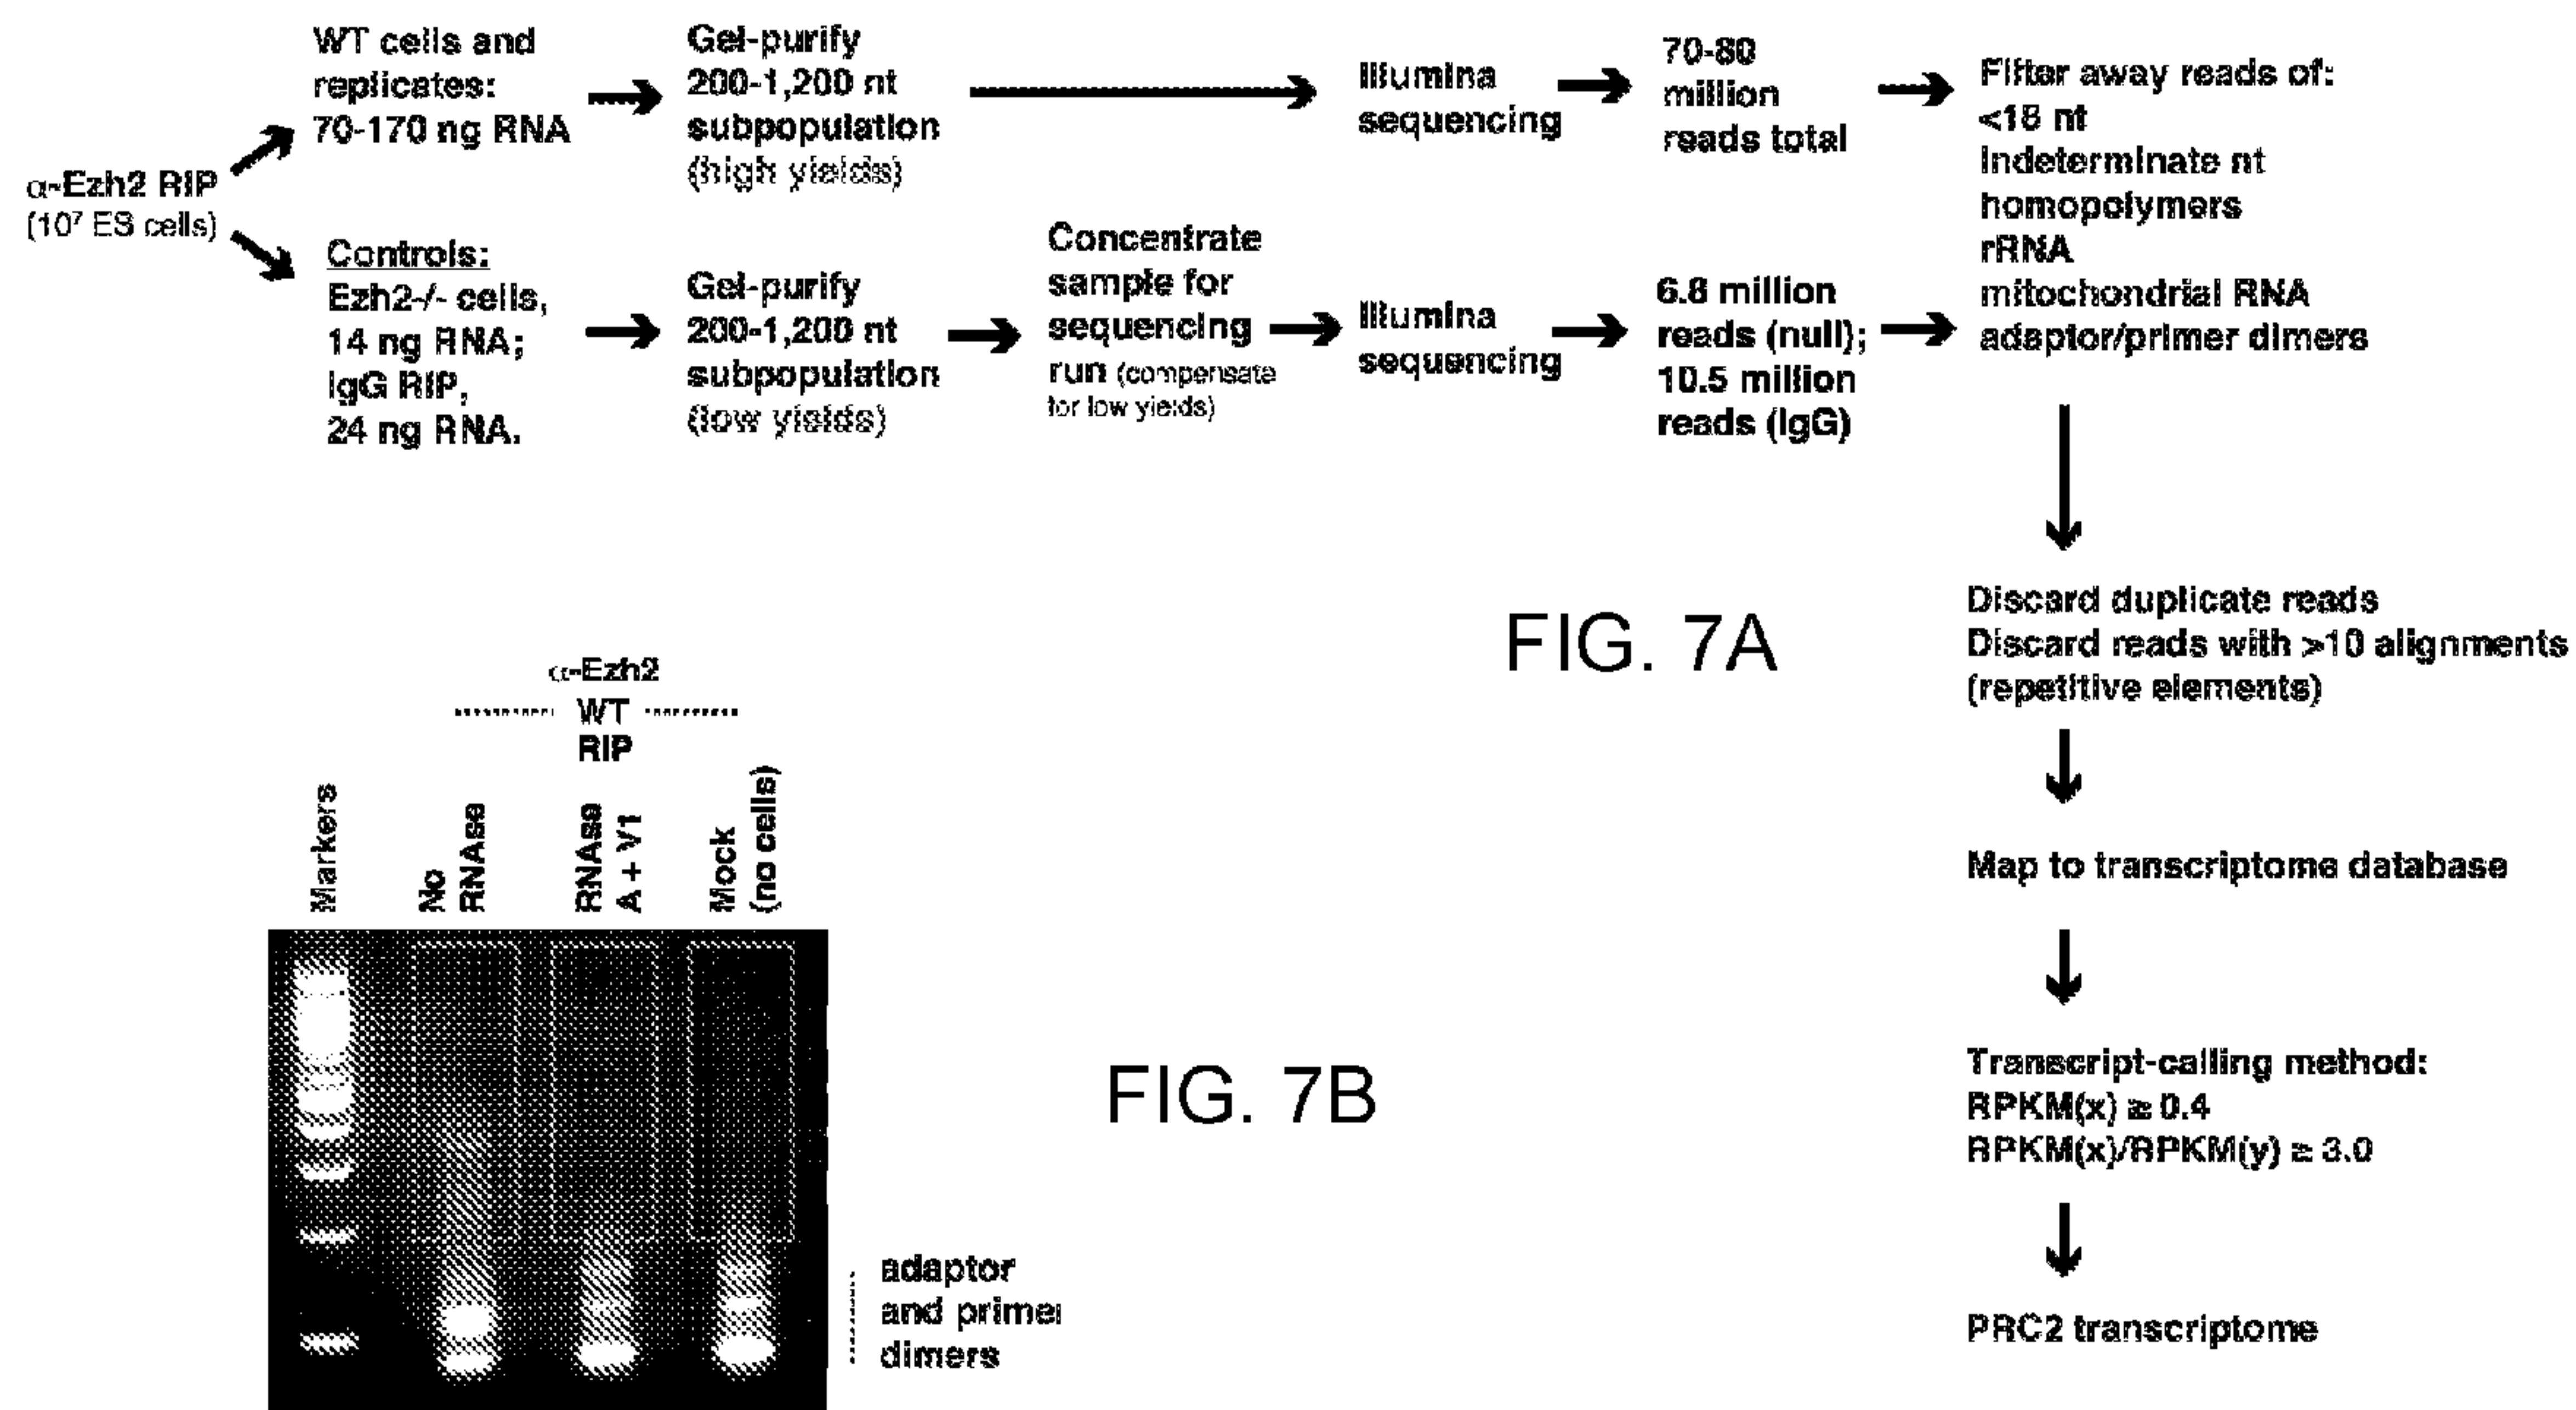 WT cells and
replicates:
70-170 ng RNA
Gel-purify
200-1,200 nt
subpopulation
(high yields)
Illumina
sequencing
70-80
million
reads total
Filter away reads of:
<18 nt
Indeterminate nt
homopolymers
rRNA
mitochondrial RNA
adaptor/primer dimers
α-Ezh2 RIP
(10⁷ ES cells)
Controls:
Ezh2-/- cells,
14 ng RNA;
IgG RIP,
24 ng RNA.
Gel-purify
200-1,200 nt
subpopulation
(low yields)
Concentrate
sample for
sequencing
run (compensate
for low yields)
Illumina
sequencing
6.8 million
reads (null);
10.5 million
reads (IgG)
Discard duplicate reads
Discard reads with >10 alignments
(repetitive elements)
Map to transcriptome database
Transcript-calling method:
RPKM(x) ≥ 0.4
RPKM(x)/RPKM(y) ≥ 3.0
PRC2 transcriptome
FIG. 7A
α-Ezh2
WT
RIP
Markers
No
RNAse
RNAse
A + V1
Mock
(no cells)
adaptor
and primer
dimers
FIG. 7B